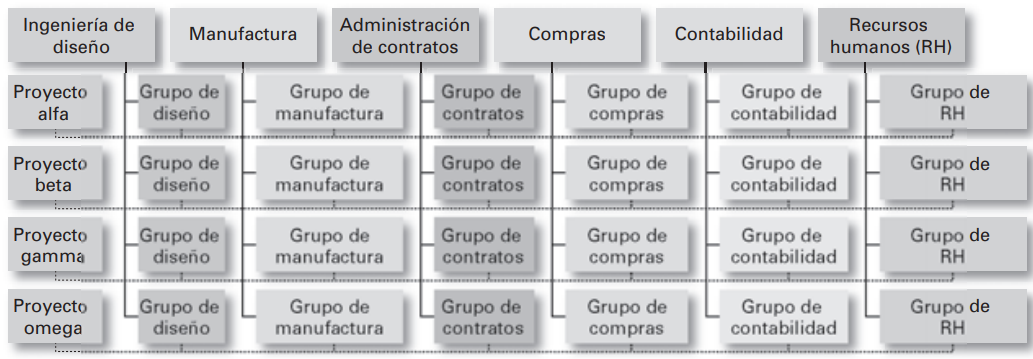 Ingeniería de
diseño
Manufactura
Administración
de contratos
Compras
Contabilidad
Recursos
humanos (RH)
Proyecto
alfa
Grupo de
diseño
Grupo de
manufactura
Grupo de
contratos
Grupo de
compras
Grupo de
contabilidad
Grupo de
RH
Proyecto
beta
Grupo de
diseño
Grupo de
manufactura
Grupo de
contratos
Grupo de
compras
Grupo de
contabilidad
Grupo de
RH
Proyecto
gamma
Grupo de
diseño
Grupo de
manufactura
Grupo de
contratos
Grupo de
compras
Grupo de
contabilidad
Grupo de
RH
Proyecto
omega
Grupo de
diseño
Grupo de
manufactura
Grupo de
contratos
Grupo de
compras
Grupo de
contabilidad
Grupo de
RH